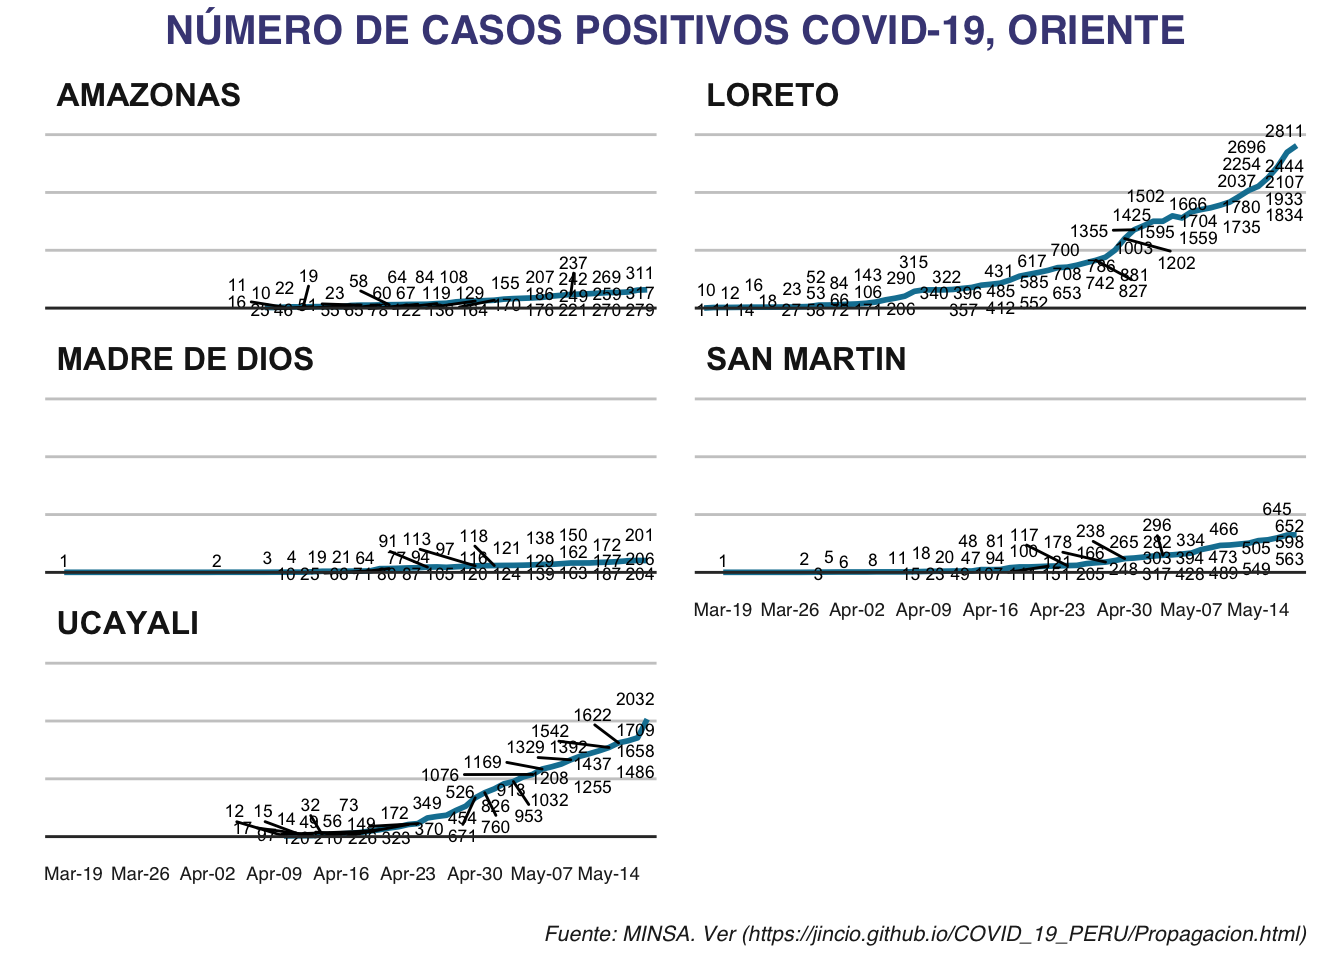 NÚMERO DE CASOS POSITIVOS COVID-19, ORIENTE
AMAZONAS
11 16 10 25 22 46 19 51 23 55 58 65 60 78 64 67 122 84 119 136 108 129 164 155 170 207 186 176 237 242 249 221 269 259 270 311 317 279
LORETO
1 10 11 12 14 16 18 23 27 52 53 58 84 66 72 143 106 171 290 206 315 340 322 357 396 431 485 412 617 585 552 700 708 653 786 742 881 827 1003 1355 1202 1425 1502 1595 1559 1666 1704 1735 1780 1834 1933 2037 2107 2254 2444 2696 2811
MADRE DE DIOS
1 2 3 4 10 19 25 21 66 64 71 91 77 80 113 94 87 97 105 118 116 120 121 124 138 129 139 150 162 163 172 177 187 201 206 204
SAN MARTIN
1 2 3 5 6 8 11 15 18 23 20 49 48 47 81 94 107 117 100 111 178 131 151 238 166 205 265 248 296 282 303 317 334 394 428 466 473 489 505 549 645 652 598 563
Mar-19 Mar-26 Apr-02 Apr-09 Apr-16 Apr-23 Apr-30 May-07 May-14
UCAYALI
12 17 15 97 14 120 32 49 56 210 73 149 226 172 323 349 370 526 454 671 826 760 918 953 1032 1076 1169 1208 1329 1542 1392 1255 1437 1622 1486 1658 1709 2032
Mar-19 Mar-26 Apr-02 Apr-09 Apr-16 Apr-23 Apr-30 May-07 May-14
Fuente: MINSA. Ver (https://jincio.github.io/COVID_19_PERU/Propagacion.html)